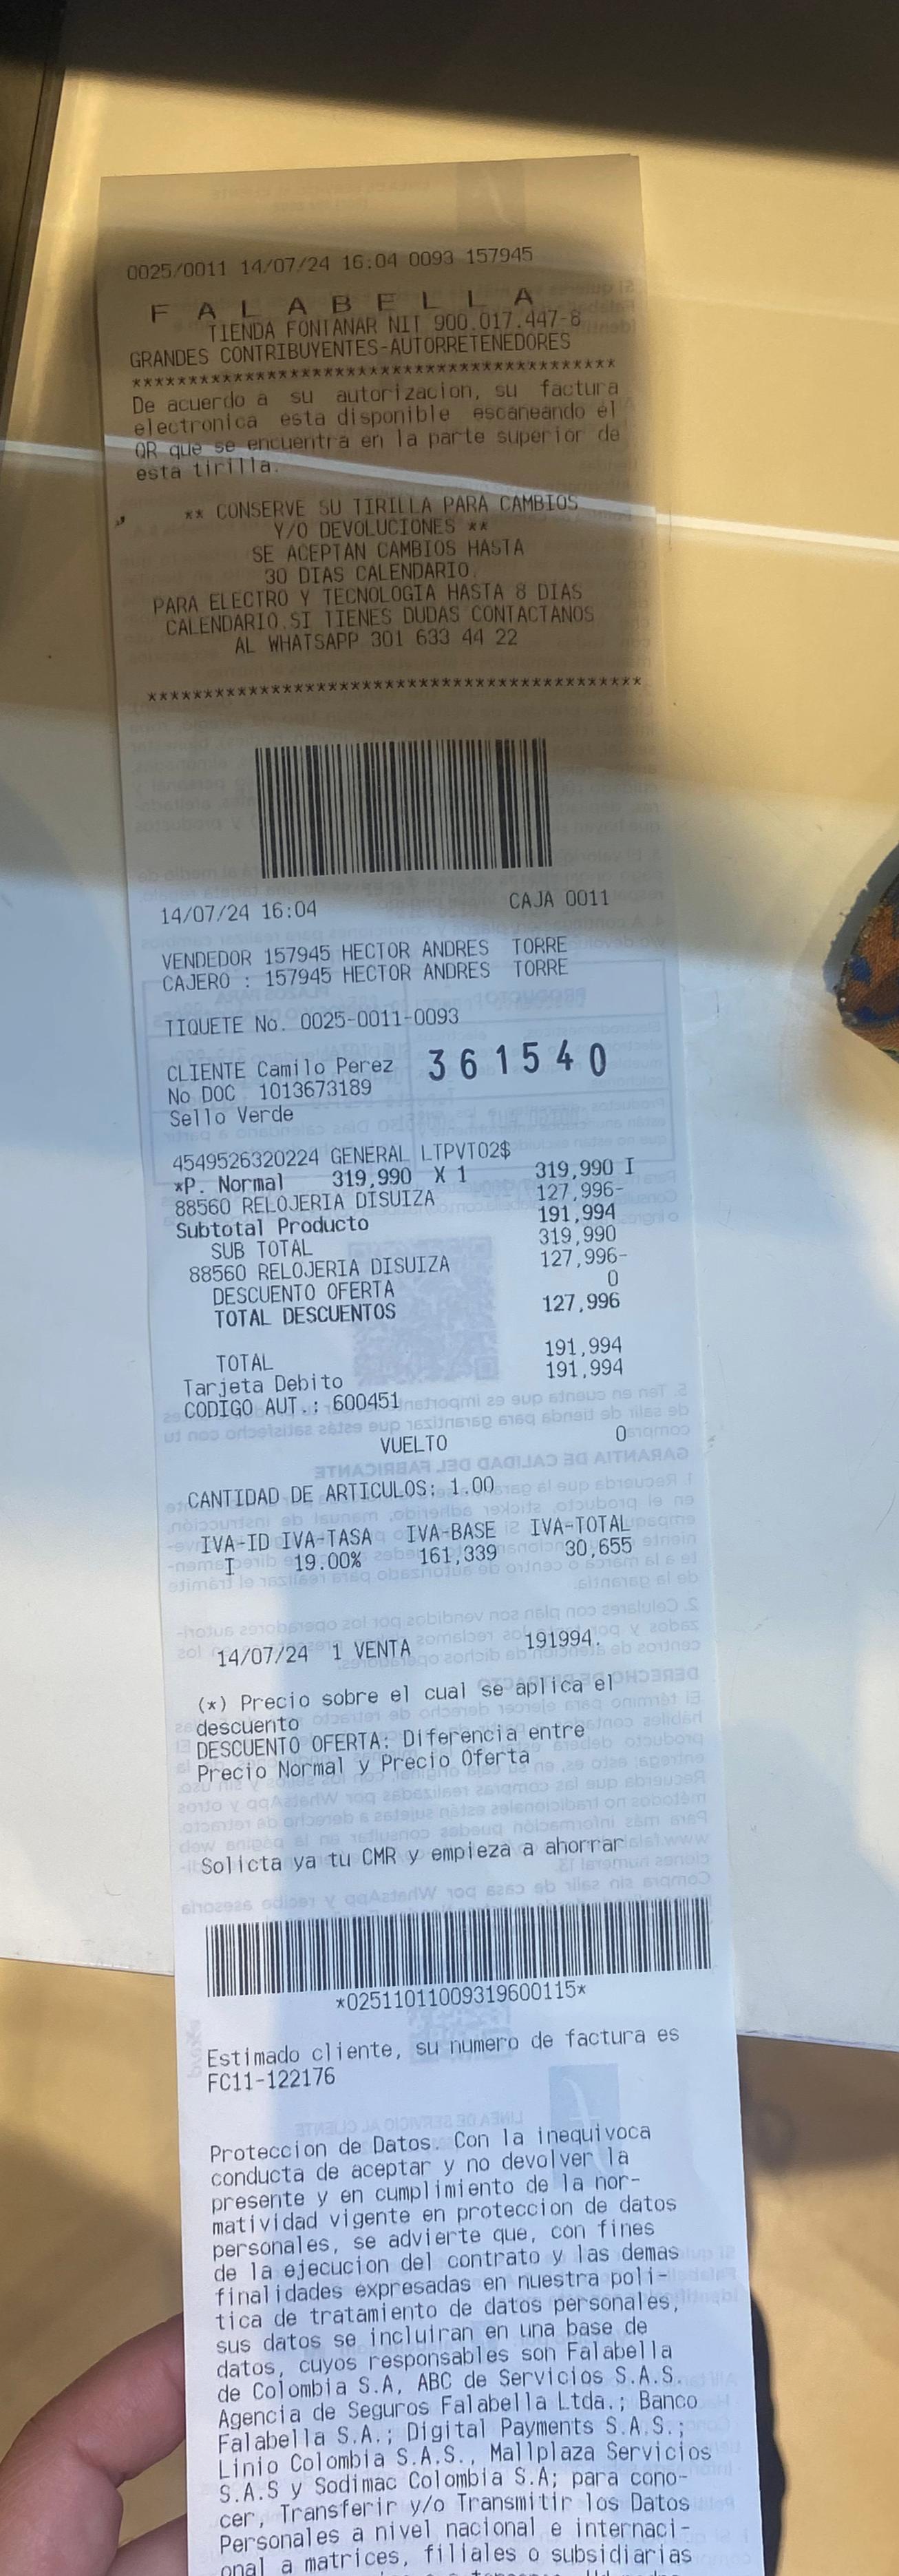 0025/0011 14/07/24 16:04 0093 157945
F A L A B E L L A
TIENDA FONTANAR NIT 900.017.447-8
GRANDES CONTRIBUYENTES-AUTORRETENEDORES
*******************************************
De acuerdo a su autorizacion, su factura
electronica esta disponible escaneando el
QR que se encuentra en la parte superior de
esta tirilla.
** CONSERVE SU TIRILLA PARA CAMBIOS
Y/O DEVOLUCIONES **
SE ACEPTAN CAMBIOS HASTA
30 DIAS CALENDARIO.
PARA ELECTRO Y TECNOLOGIA HASTA 8 DIAS
CALENDARIO.SI TIENES DUDAS CONTACTANOS
AL WHATSAPP 301 633 44 22
*******************************************
14/07/24 16:04 CAJA 0011
VENDEDOR 157945 HECTOR ANDRES TORRE
CAJERO : 157945 HECTOR ANDRES TORRE
TIQUETE No. 0025-0011-0093
CLIENTE Camilo Perez 361540
No DOC 1013673189
Sello Verde
4549526320224 GENERAL LTPVT02$
*P. Normal 319,990 X 1 319,990 I
88560 RELOJERIA DISUIZA 127,996-
Subtotal Producto 191,994
SUB TOTAL 319,990
88560 RELOJERIA DISUIZA 127,996-
DESCUENTO OFERTA 0
TOTAL DESCUENTOS 127,996
TOTAL 191,994
Tarjeta Debito 191,994
CODIGO AUT.: 600451
VUELTO 0
CANTIDAD DE ARTICULOS: 1.00
IVA-ID IVA-TASA IVA-BASE IVA-TOTAL
I 19.00% 161,339 30,655
14/07/24 1 VENTA 191994.
(*) Precio sobre el cual se aplica el
descuento
DESCUENTO OFERTA: Diferencia entre
Precio Normal y Precio Oferta
Solicta ya tu CMR y empieza a ahorrar
*02511011009319600115*
Estimado cliente, su numero de factura es
FC11-122176
Proteccion de Datos. Con la inequivoca
conducta de aceptar y no devolver la
presente y en cumplimiento de la nor-
matividad vigente en proteccion de datos
personales, se advierte que, con fines
de la ejecucion del contrato y las demas
finalidades expresadas en nuestra poli-
tica de tratamiento de datos personales,
sus datos se incluiran en una base de
datos, cuyos responsables son Falabella
de Colombia S.A, ABC de Servicios S.A.S.
Agencia de Seguros Falabella Ltda.; Banco
Falabella S.A.; Digital Payments S.A.S.;
Linio Colombia S.A.S., Mallplaza Servicios
S.A.S y Sodimac Colombia S.A; para cono-
cer, Transferir y/o Transmitir los Datos
Personales a nivel nacional e internaci-
onal a matrices, filiales o subsidiarias